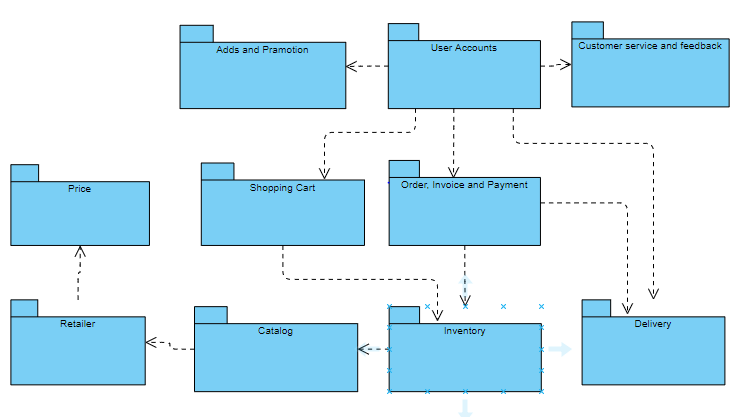 Adds and Pramotion
User Accounts
Customer service and feedback
Price
Shopping Cart
Order, Invoice and Payment
Retailer
Catalog
Inventory
Delivery